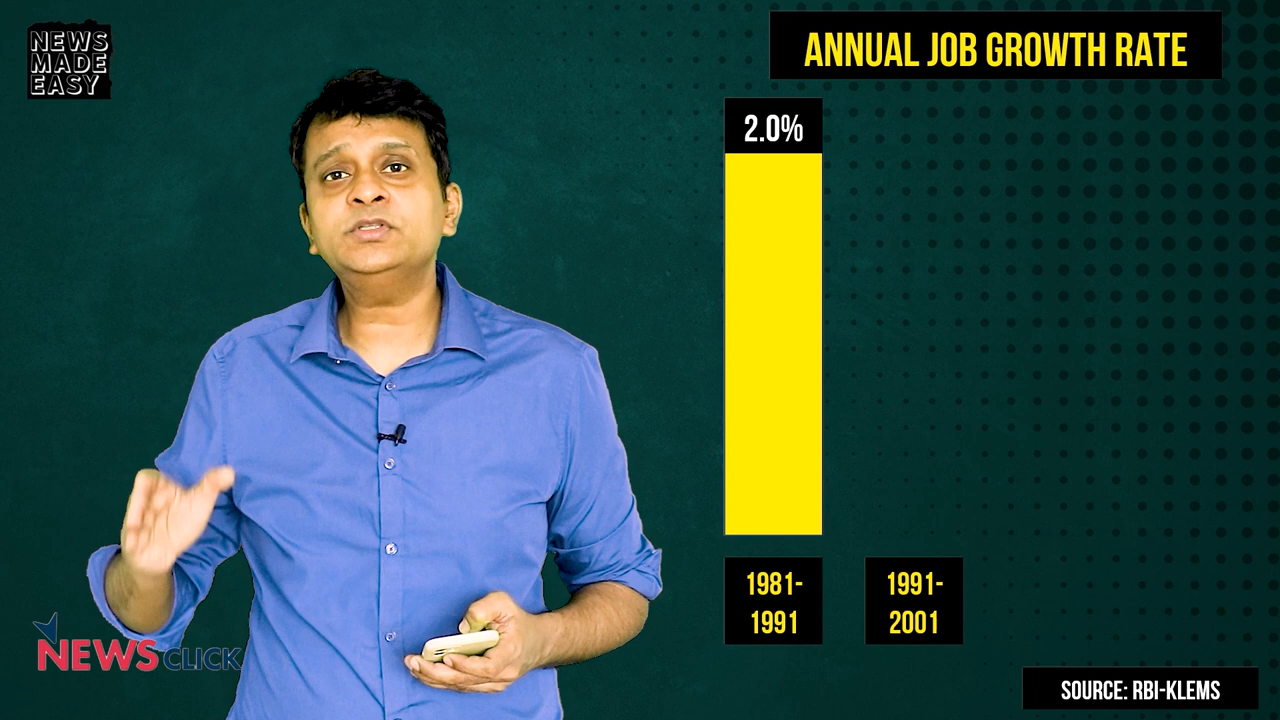 NEWS
MADE
EASY
ANNUAL JOB GROWTH RATE
2.0%
1981-
1991
1991-
2001
NEWSCLICK
SOURCE: RBI-KLEMS